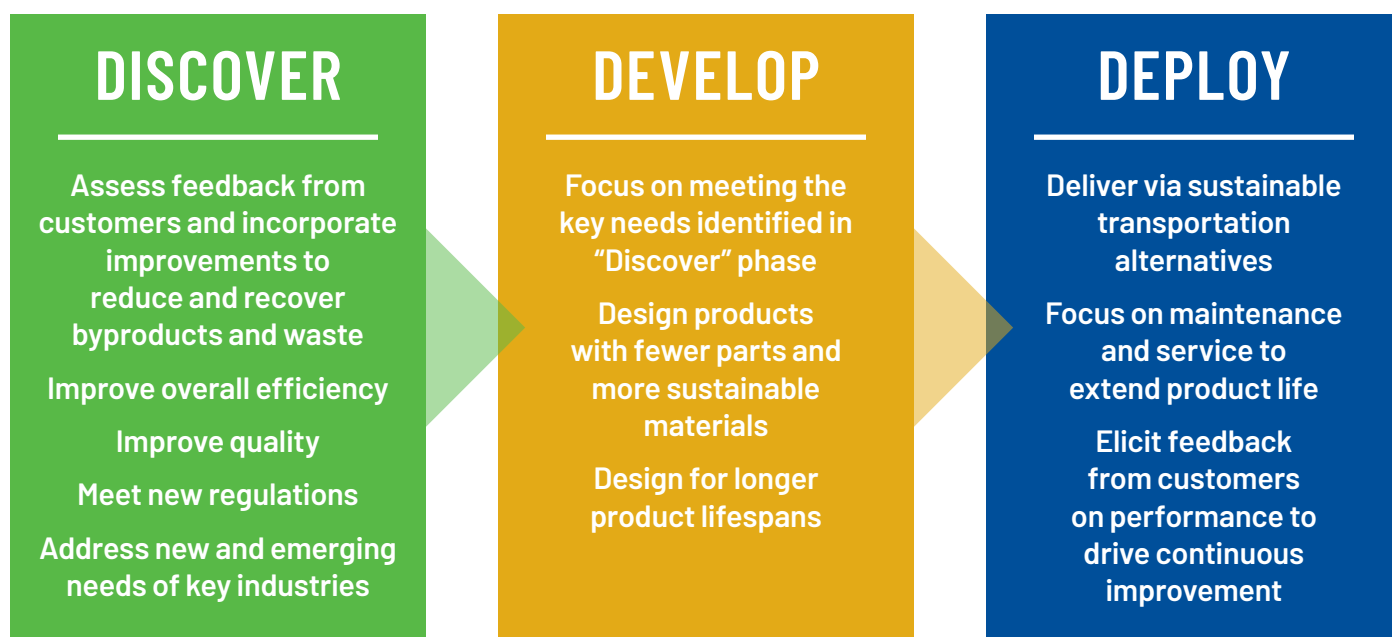 DISCOVER
Assess feedback from
customers and incorporate
improvements to
reduce and recover
byproducts and waste
Improve overall efficiency
Improve quality
Meet new regulations
Address new and emerging
needs of key industries
DEVELOP
Focus on meeting the
key needs identified in
“Discover” phase
Design products
with fewer parts and
more sustainable
materials
Design for longer
product lifespans
DEPLOY
Deliver via sustainable
transportation
alternatives
Focus on maintenance
and service to
extend product life
Elicit feedback
from customers
on performance to
drive continuous
improvement